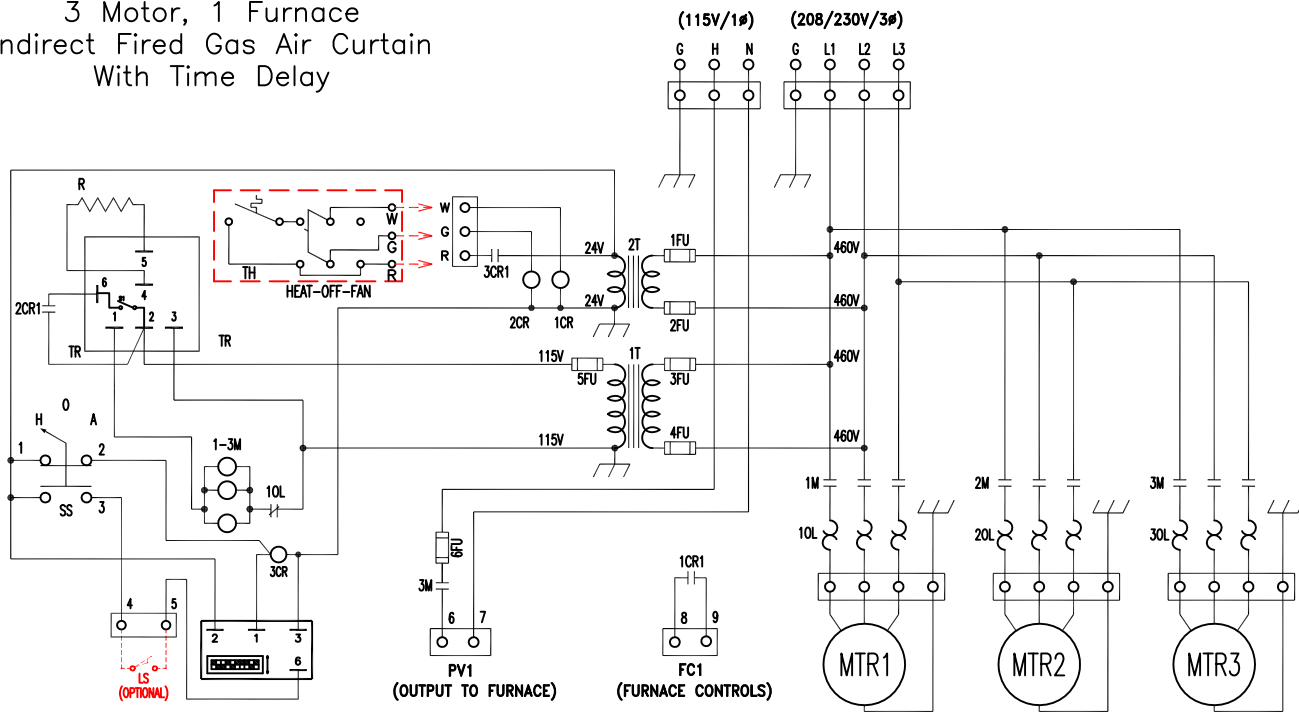 3 Motor, 1 Furnace
ndirect Fired Gas Air Curtain
With Time Delay
(115V/1ø) (208/230V/3ø)
G H N G L1 L2 L3
R
5
6
4
2CR1
1 2 3
TR
TR
TH
HEAT-OFF-FAN
W
G
R
W
G
R
3CR1
2CR 1CR
24V
24V
2T
1FU
2FU
460V
460V
115V
5FU
1T
3FU
460V
115V
4FU
460V
H O A
1 2
SS 3
1-3M
1OL
3CR
4 5
LS
(OPTIONAL)
2 1 3
6
6FU
3M
6 7
PV1
(OUTPUT TO FURNACE)
1CR1
8 9
FC1
(FURNACE CONTROLS)
1M 2M 3M
1OL 2OL 3OL
MTR1 MTR2 MTR3